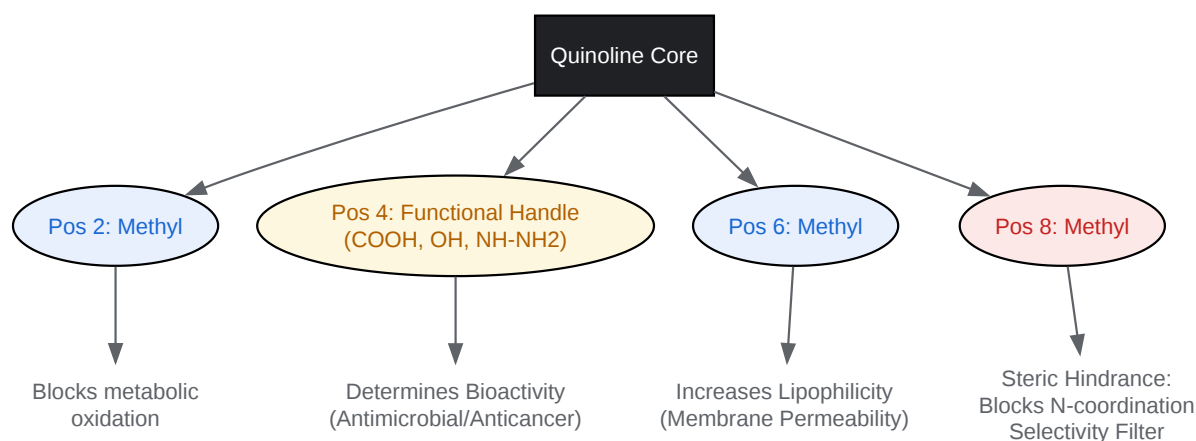 Quinoline Core
Pos 2: Methyl
Pos 4: Functional Handle
(COOH, OH, NH-NH2)
Pos 6: Methyl
Pos 8: Methyl
Blocks metabolic
oxidation
Determines Bioactivity
(Antimicrobial/Anticancer)
Increases Lipophilicity
(Membrane Permeability)
Steric Hindrance:
Blocks N-coordination
Selectivity Filter